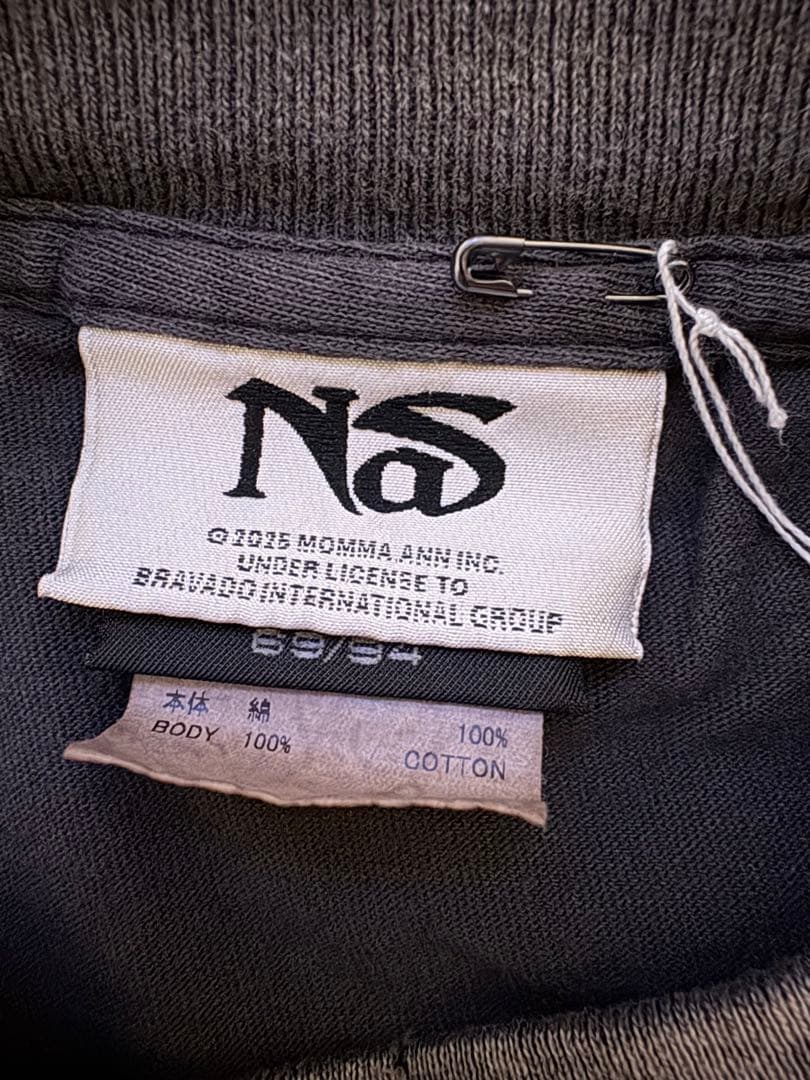 Nas
©2025 MOMMA ANN INC.
UNDER LICENSE TO
BRAVADO INTERNATIONAL GROUP
本体 綿
BODY 100%
100%
COTTON